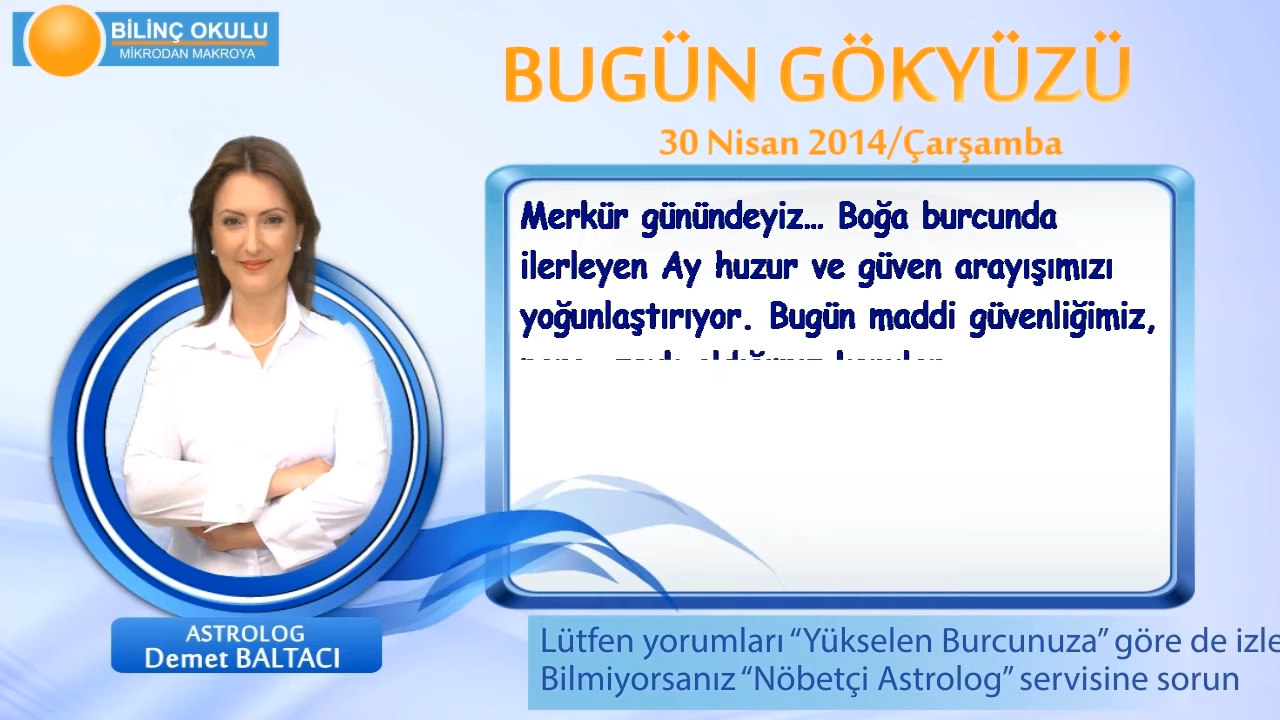 BİLİNÇ OKULU
MİKRODAN MAKROYA
BUGÜN GÖKYÜZÜ
30 Nisan 2014/Çarşamba
Merkür günündeyiz... Boğa burcunda
ilerleyen Ay huzur ve güven arayışımızı
yoğunlaştırıyor. Bugün maddi güvenliğimiz,
ASTROLOG
Demet BALTACI
Lütfen yorumları “Yükselen Burcunuza” göre de izle
Bilmiyorsanız “Nöbetçi Astrolog” servisine sorun